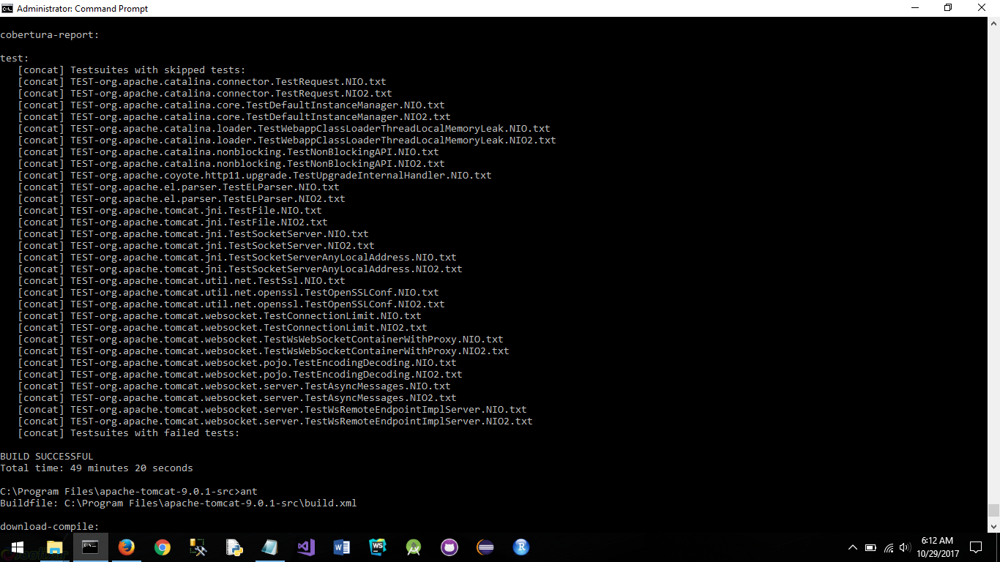 Administrator: Command Prompt
cobertura-report:
test:
[concat] Testsuites with skipped tests:
[concat] TEST-org.apache.catalina.connector.TestRequest.NIO.txt
[concat] TEST-org.apache.catalina.connector.TestRequest.NIO2.txt
[concat] TEST-org.apache.catalina.core.TestDefaultInstanceManager.NIO.txt
[concat] TEST-org.apache.catalina.core.TestDefaultInstanceManager.NIO2.txt
[concat] TEST-org.apache.catalina.loader.TestWebappClassLoaderThreadLocalMemoryLeak.NIO.txt
[concat] TEST-org.apache.catalina.loader.TestWebappClassLoaderThreadLocalMemoryLeak.NIO2.txt
[concat] TEST-org.apache.catalina.nonblocking.TestNonBlockingAPI.NIO.txt
[concat] TEST-org.apache.catalina.nonblocking.TestNonBlockingAPI.NIO2.txt
[concat] TEST-org.apache.coyote.http11.upgrade.TestUpgradeInternalHandler.NIO.txt
[concat] TEST-org.apache.el.parser.TestELParser.NIO.txt
[concat] TEST-org.apache.el.parser.TestELParser.NIO2.txt
[concat] TEST-org.apache.tomcat.jni.TestFile.NIO.txt
[concat] TEST-org.apache.tomcat.jni.TestFile.NIO2.txt
[concat] TEST-org.apache.tomcat.jni.TestSocketServer.NIO.txt
[concat] TEST-org.apache.tomcat.jni.TestSocketServer.NIO2.txt
[concat] TEST-org.apache.tomcat.jni.TestSocketServerAnyLocalAddress.NIO.txt
[concat] TEST-org.apache.tomcat.jni.TestSocketServerAnyLocalAddress.NIO2.txt
[concat] TEST-org.apache.tomcat.util.net.TestSsl.NIO.txt
[concat] TEST-org.apache.tomcat.util.net.openssl.TestOpenSSLConf.NIO.txt
[concat] TEST-org.apache.tomcat.util.net.openssl.TestOpenSSLConf.NIO2.txt
[concat] TEST-org.apache.tomcat.websocket.TestConnectionLimit.NIO.txt
[concat] TEST-org.apache.tomcat.websocket.TestConnectionLimit.NIO2.txt
[concat] TEST-org.apache.tomcat.websocket.TestWsWebSocketContainerWithProxy.NIO.txt
[concat] TEST-org.apache.tomcat.websocket.TestWsWebSocketContainerWithProxy.NIO2.txt
[concat] TEST-org.apache.tomcat.websocket.pojo.TestEncodingDecoding.NIO.txt
[concat] TEST-org.apache.tomcat.websocket.pojo.TestEncodingDecoding.NIO2.txt
[concat] TEST-org.apache.tomcat.websocket.server.TestAsyncMessages.NIO.txt
[concat] TEST-org.apache.tomcat.websocket.server.TestAsyncMessages.NIO2.txt
[concat] TEST-org.apache.tomcat.websocket.server.TestWsRemoteEndpointImplServer.NIO.txt
[concat] TEST-org.apache.tomcat.websocket.server.TestWsRemoteEndpointImplServer.NIO2.txt
[concat] Testsuites with failed tests:
BUILD SUCCESSFUL
Total time: 49 minutes 20 seconds
C:\Program Files\apache-tomcat-9.0.1-src>ant
Buildfile: C:\Program Files\apache-tomcat-9.0.1-src\build.xml
download-compile:
6:12 AM
10/29/2017